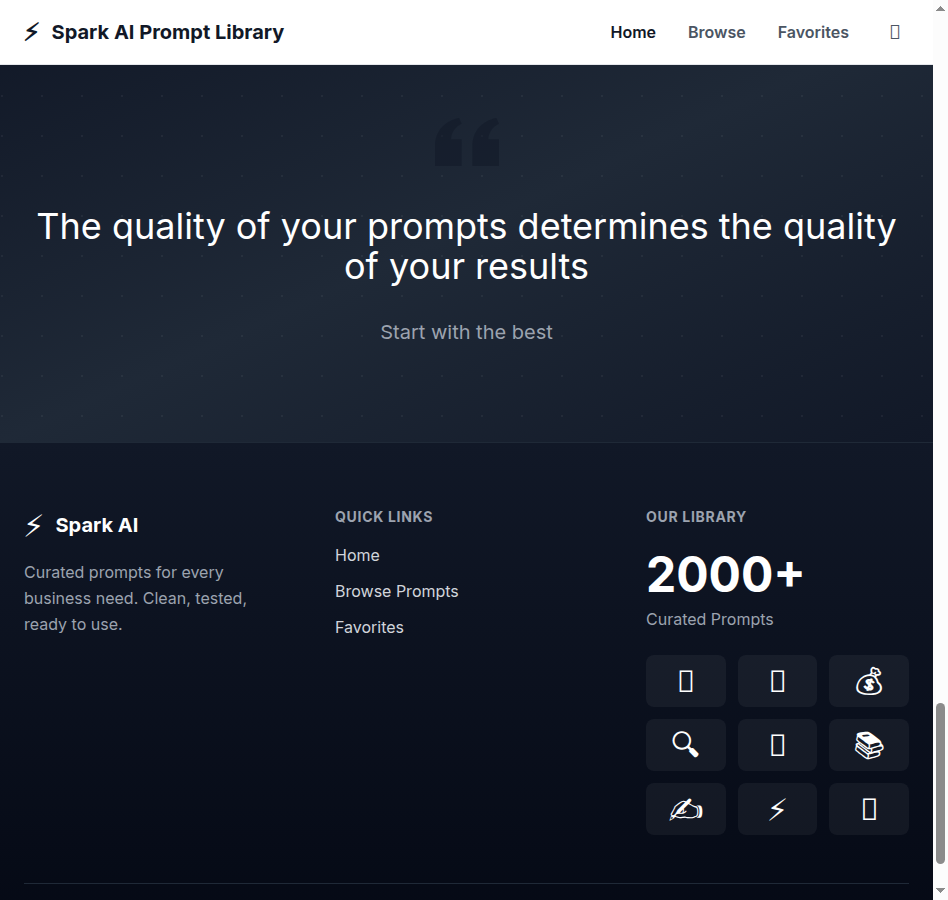 ⚡ Spark AI Prompt Library
Home Browse Favorites
The quality of your prompts determines the quality
of your results
Start with the best
⚡ Spark AI
Curated prompts for every
business need. Clean, tested,
ready to use.
QUICK LINKS
Home
Browse Prompts
Favorites
OUR LIBRARY
2000+
Curated Prompts